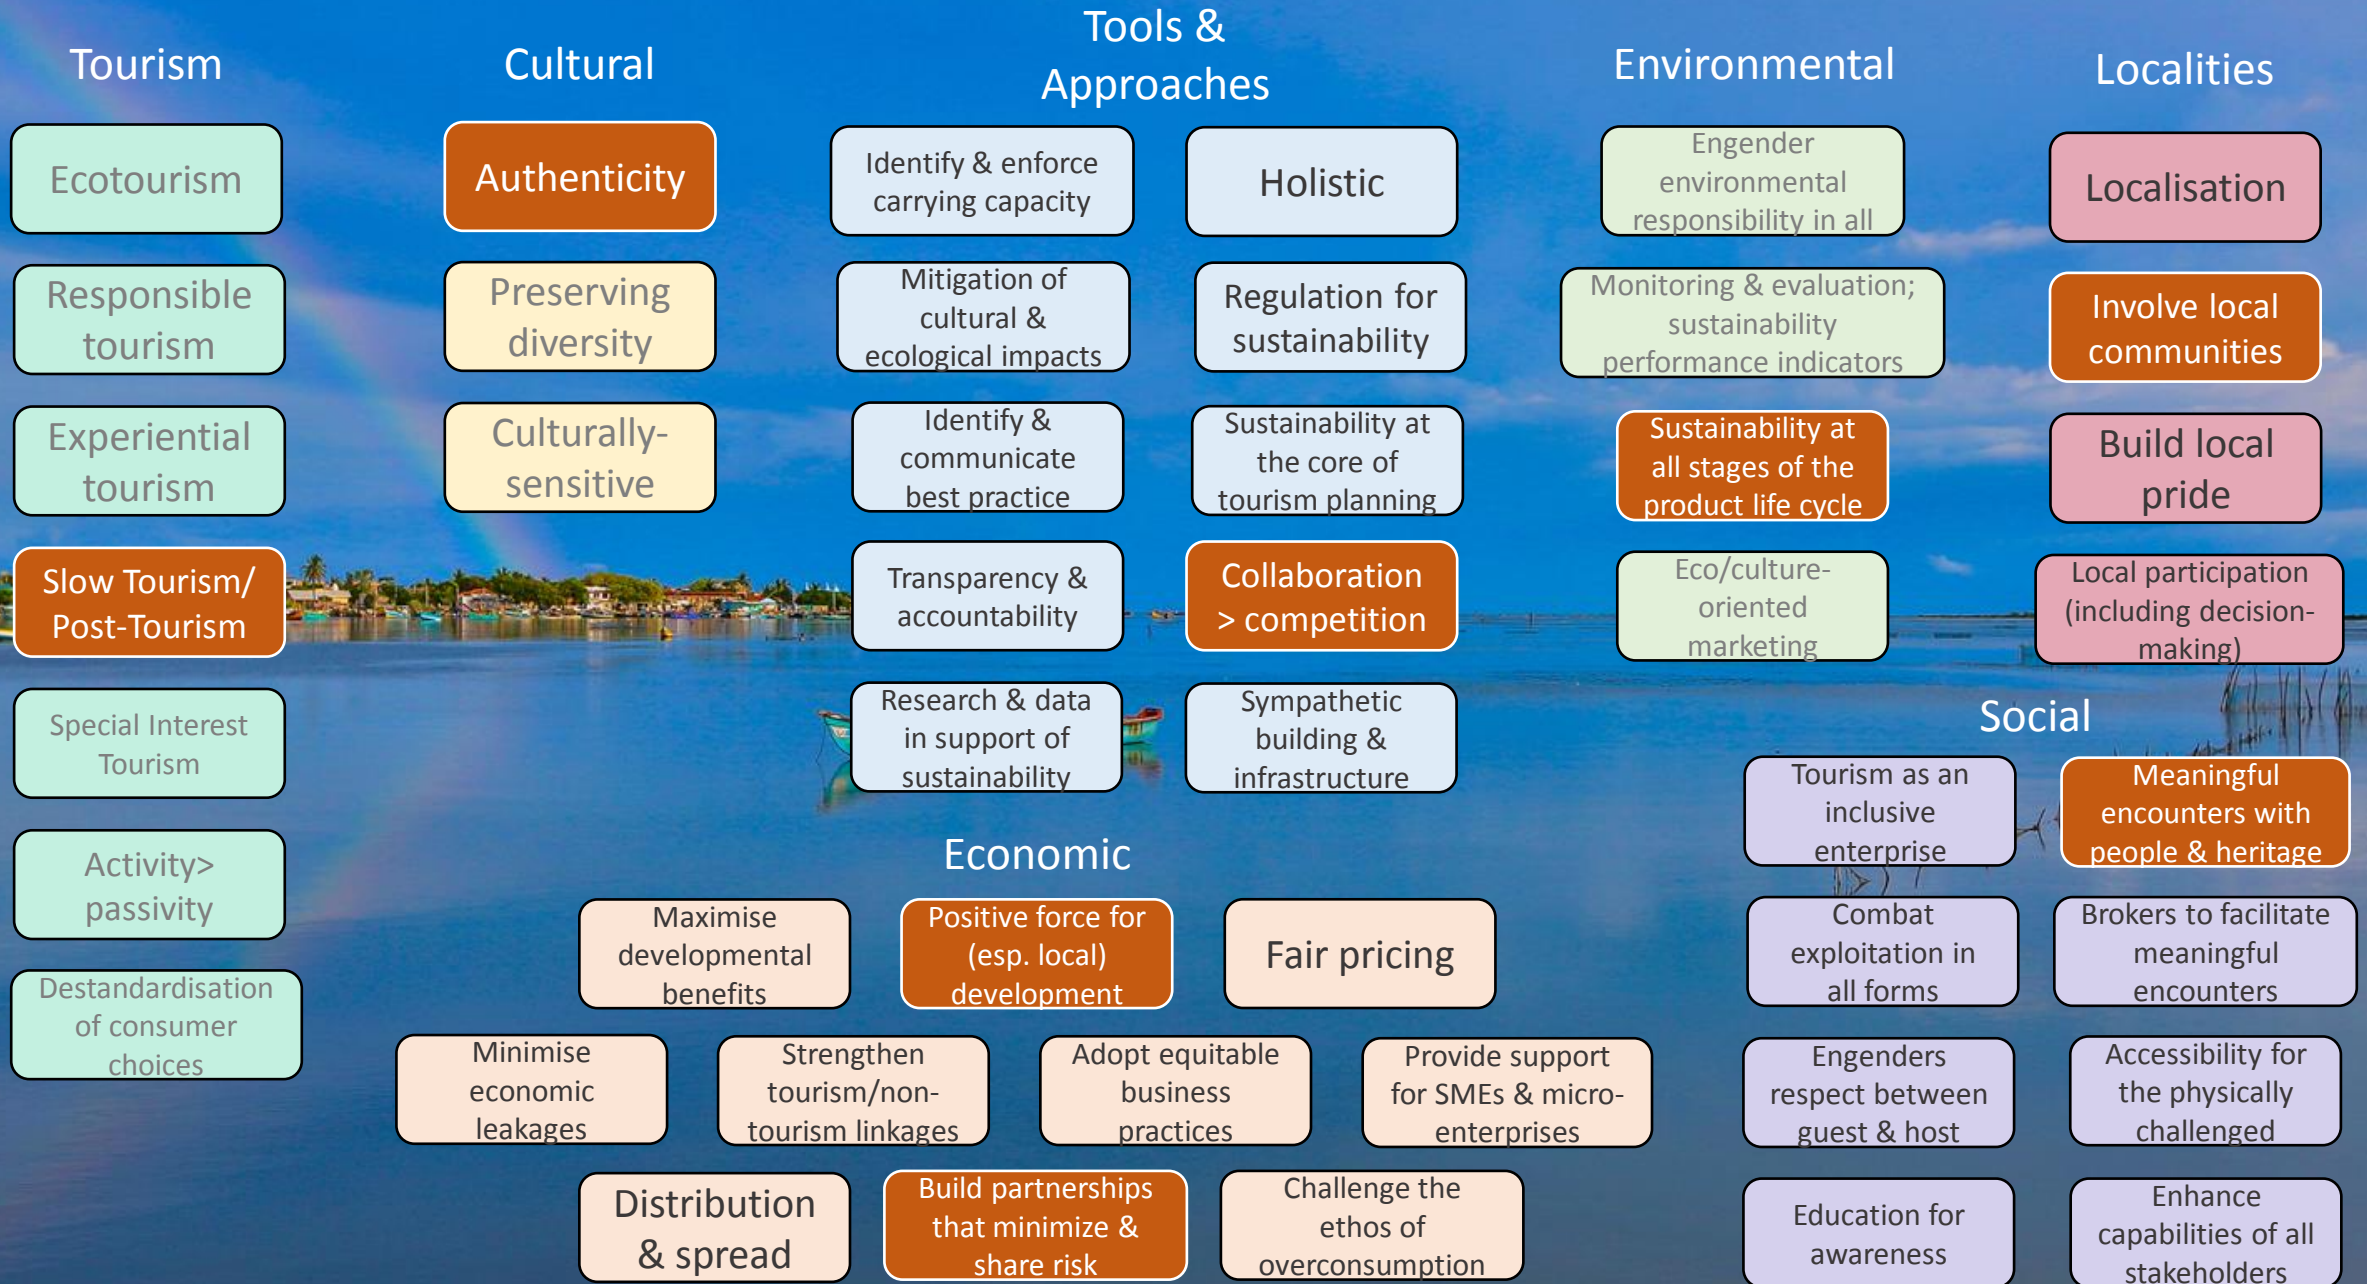 Tourism
Ecotourism
Responsible
tourism
Experiential
tourism
Slow Tourism/
Post-Tourism
Special Interest
Tourism
Activity>
passivity
Destandardisation
of consumer
choices
Cultural
Authenticity
Preserving
diversity
Culturally-
sensitive
Tools &
Approaches
Identify & enforce
carrying capacity
Holistic
Mitigation of
cultural &
ecological impacts
Regulation for
sustainability
Identify &
communicate
best practice
Sustainability at
the core of
tourism planning
Transparency &
accountability
Collaboration
> competition
Research & data
in support of
sustainability
Sympathetic
building &
infrastructure
Environmental
Engender
environmental
responsibility in all
Monitoring & evaluation;
sustainability
performance indicators
Sustainability at
all stages of the
product life cycle
Eco/culture-
oriented
marketing
Localities
Localisation
Involve local
communities
Build local
pride
Local participation
(including decision-
making)
Economic
Maximise
developmental
benefits
Positive force for
(esp. local)
development
Fair pricing
Minimise
economic
leakages
Strengthen
tourism/non-
tourism linkages
Adopt equitable
business
practices
Provide support
for SMEs & micro-
enterprises
Distribution
& spread
Build partnerships
that minimize &
share risk
Challenge the
ethos of
overconsumption
Social
Tourism as an
inclusive
enterprise
Meaningful
encounters with
people & heritage
Combat
exploitation in
all forms
Brokers to facilitate
meaningful
encounters
Engenders
respect between
guest & host
Accessibility for
the physically
challenged
Education for
awareness
Enhance
capabilities of all
stakeholders